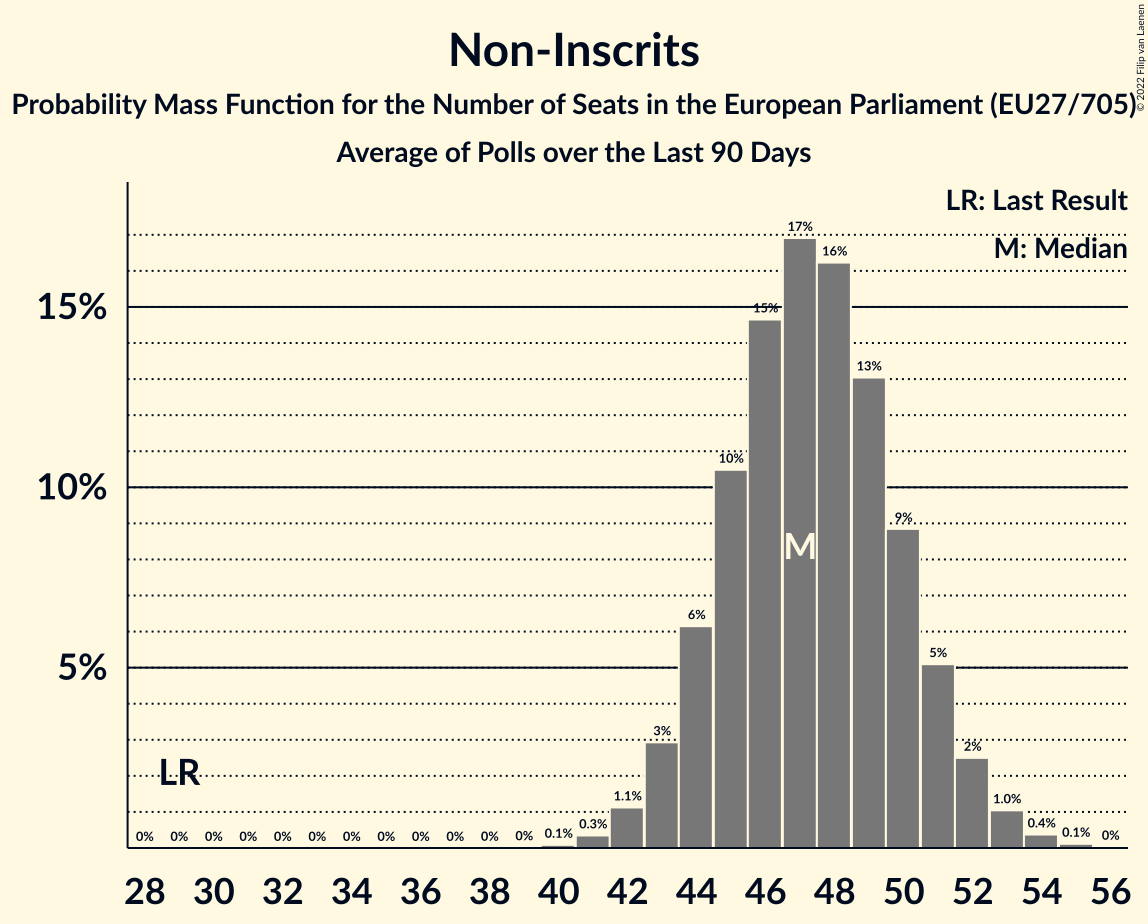 Non-Inscrits
Probability Mass Function for the Number of Seats in the European Parliament (EU27/705)
Average of Polls over the Last 90 Days
© 2022 Filip van Laenen
LR: Last Result
M: Median
17%
16%
15%
15%
13%
10%
10%
9%
M
6%
5%
5%
3%
2%
LR
1.1%
1.0%
0% 0% 0% 0% 0% 0% 0% 0% 0% 0% 0% 0% 0.1% 0.3% 0.4% 0.1% 0%
28 30 32 34 36 38 40 42 44 46 48 50 52 54 56